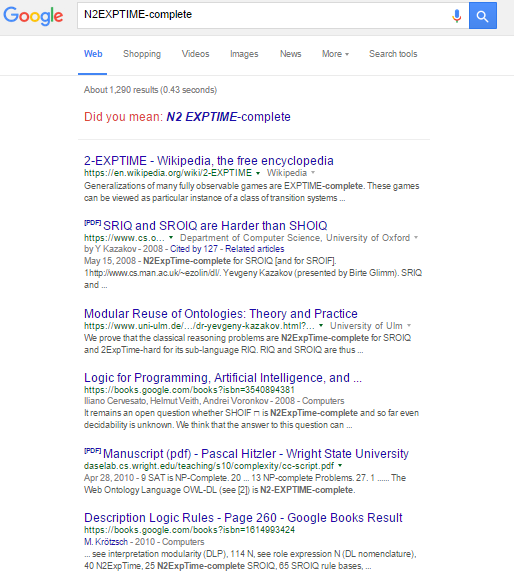 Google
N2EXPTIME-complete
Web Shopping Videos Images News More Search tools
About 1,290 results (0.43 seconds)
Did you mean: N2 EXPTIME-complete
2-EXPTIME - Wikipedia, the free encyclopedia
https://en.wikipedia.org/wiki/2-EXPTIME Wikipedia
Generalizations of many fully observable games are EXPTIME-complete. These games
can be viewed as particular instance of a class of transition systems ...
[PDF] SRIQ and SROIQ are Harder than SHOIQ
https://www.cs.o... Department of Computer Science, University of Oxford
by Y Kazakov - 2008 - Cited by 127 - Related articles
May 15, 2008 - N2ExpTime-complete for SROIQ [and for SROIF].
1http://www.cs.man.ac.uk/~ezolin/dl/. Yevgeny Kazakov (presented by Birte Glimm). SRIQ
and ...
Modular Reuse of Ontologies: Theory and Practice
https://www.uni-ulm.de/.../dr-yevgeny-kazakov.html?... University of Ulm
We prove that the classical reasoning problems are N2ExpTime-complete for SROIQ
and 2ExpTime-hard for its sub-language RIQ. RIQ and SROIQ are thus ...
Logic for Programming, Artificial Intelligence, and ...
https://books.google.com/books?isbn=3540894381
Iliano Cervesato, Helmut Veith, Andrei Voronkov - 2008 - Computers
It remains an open question whether SHOIF ⊓ is N2ExpTime-complete and so far even
decidability is unknown. We think that the answer to this question can ...
[PDF] Manuscript (pdf) - Pascal Hitzler - Wright State University
daselab.cs.wright.edu/teaching/s10/complexity/cc-script.pdf
Apr 28, 2010 - 9 SAT is NP-Complete. 20 ... 13 NP-complete Problems. 27. 1 ...... The
Web Ontology Language OWL-DL (see [2]) is N2-EXPTIME-complete.
Description Logic Rules - Page 260 - Google Books Result
https://books.google.com/books?isbn=1614993424
M. Krötzsch - 2010 - Computers
... see interpretation modularity (DLP), 114 N, see role expression N (DL nomenclature),
40 N2ExpTime, 25 N2ExpTime-complete SROIQ, 65 SROIQ rule bases, ...